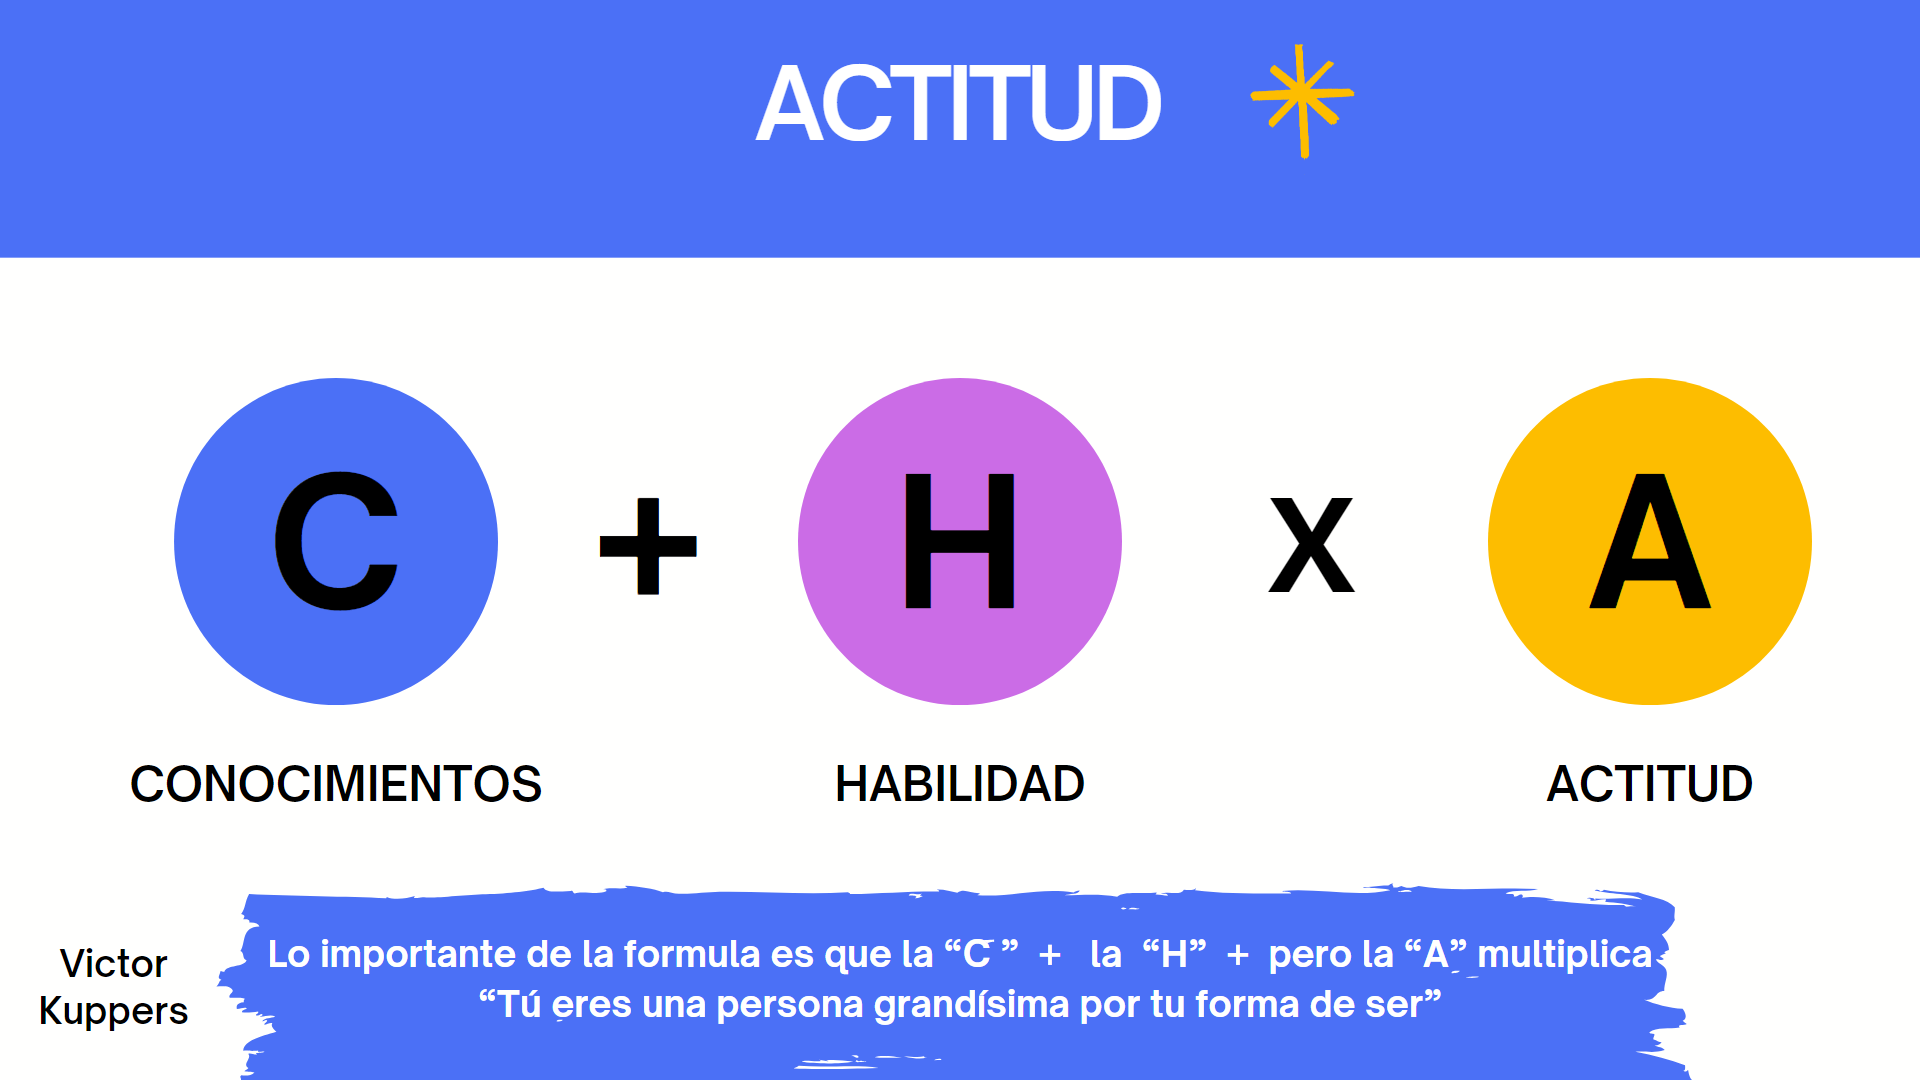 ACTITUD
C + H X A
CONOCIMIENTOS HABILIDAD ACTITUD
Victor
Kuppers
Lo importante de la formula es que la “C ” + la “H” + pero la “A” multiplica
“Tú eres una persona grandísima por tu forma de ser”